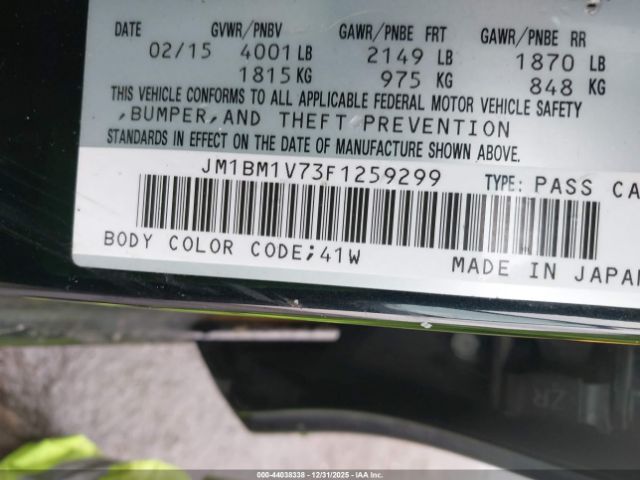 DATE GVWR/PNBV GAWR/PNBE FRT GAWR/PNBE RR
02/15 4001 LB 2149 LB 1870 LB
1815 KG 975 KG 848 KG
THIS VEHICLE CONFORMS TO ALL APPLICABLE FEDERAL MOTOR VEHICLE SAFETY
,BUMPER,AND THEFT PREVENTION
STANDARDS IN EFFECT ON THE DATE OF MANUFACTURE SHOWN ABOVE.
JM1BM1V73F1259299 TYPE: PASS CA
BODY COLOR CODE;41W
MADE IN JAPAN
ZR
© IAA - 44038338 - 12/31/2025 - © IAA